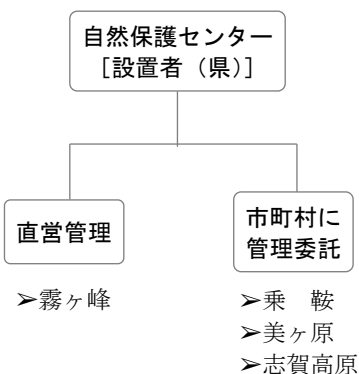 自然保護センター
[設置者（県）]
直営管理
➢霧ヶ峰
市町村に
管理委託
➢乗　鞍
➢美ヶ原
➢志賀高原